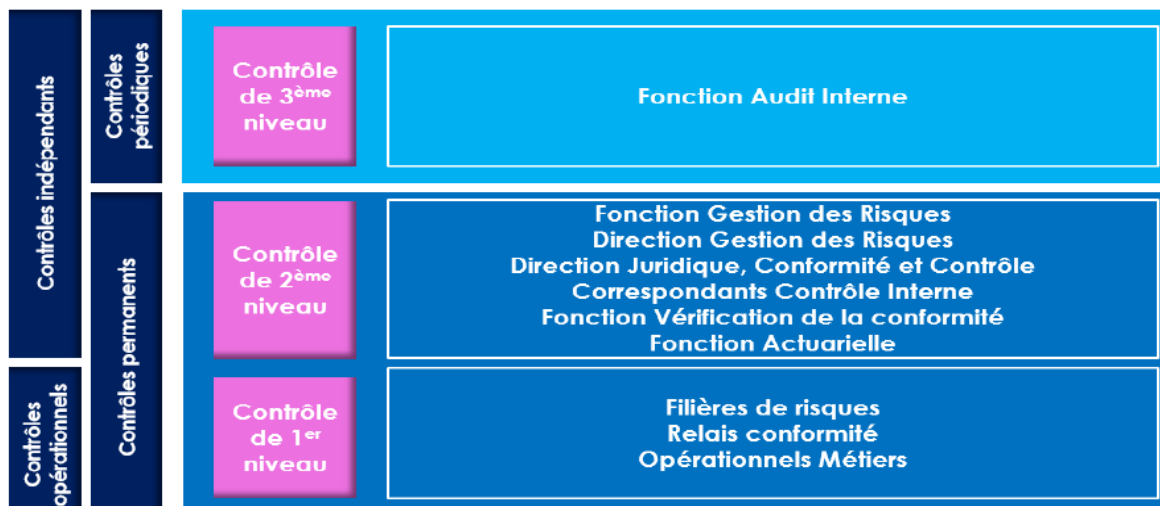 Contrôles indépendants
Contrôles
périodiques
Contrôle
de 3ème
niveau
Fonction Audit Interne
Contrôles permanents
Contrôle
de 2ème
niveau
Fonction Gestion des Risques
Direction Gestion des Risques
Direction Juridique, Conformité et Contrôle
Correspondants Contrôle Interne
Fonction Vérification de la conformité
Fonction Actuarielle
Contrôles
opérationnels
Contrôle
de 1er
niveau
Filières de risques
Relais conformité
Opérationnels Métiers